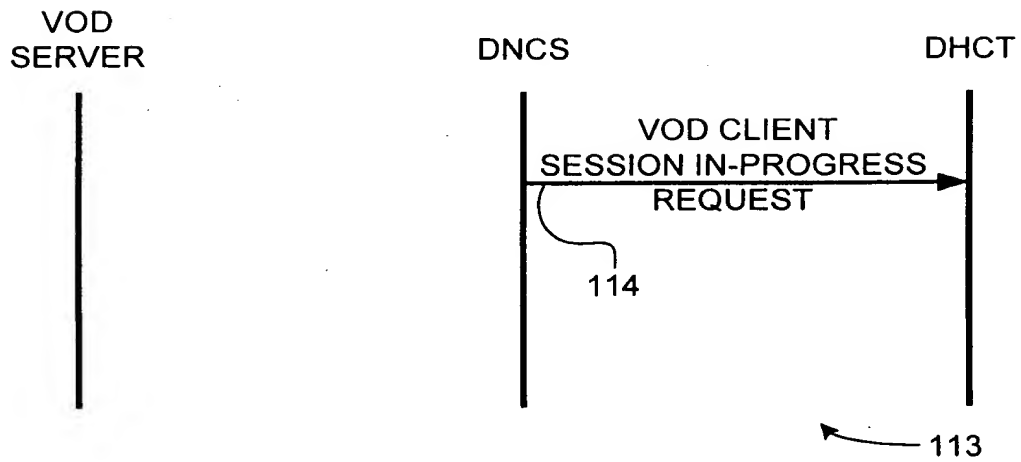 VOD
SERVER
DNCS
DHCT
VOD CLIENT
SESSION IN-PROGRESS
REQUEST
114
113